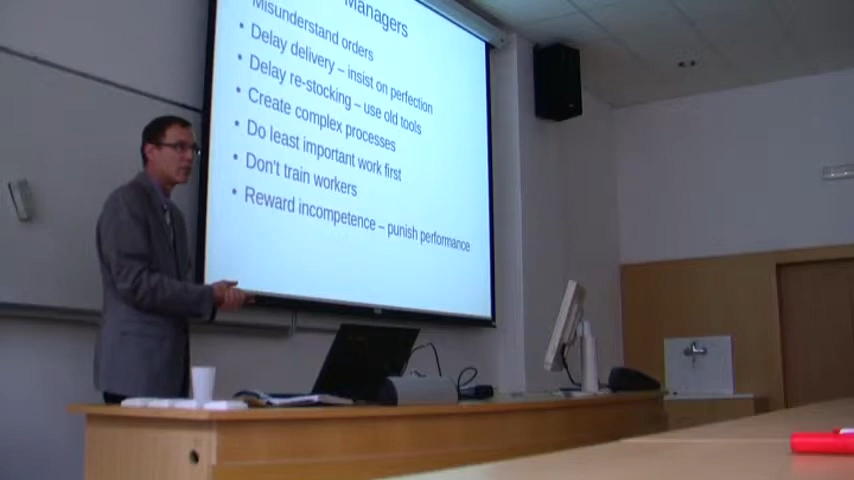 Managers
Misunderstand orders
• Delay delivery – insist on perfection
• Delay re-stocking – use old tools
• Create complex processes
• Do least important work first
• Don't train workers
• Reward incompetence – punish performance